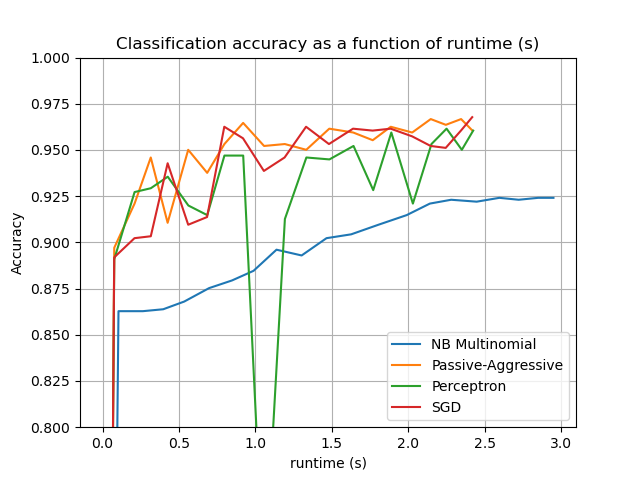 Classification accuracy as a function of runtime (s)
1.000
0.975
0.950
0.925
0.900
0.875
0.850
0.825
0.800
Accuracy
NB Multinomial
Passive-Aggressive
Perceptron
SGD
0.0 0.5 1.0 1.5 2.0 2.5 3.0
runtime (s)